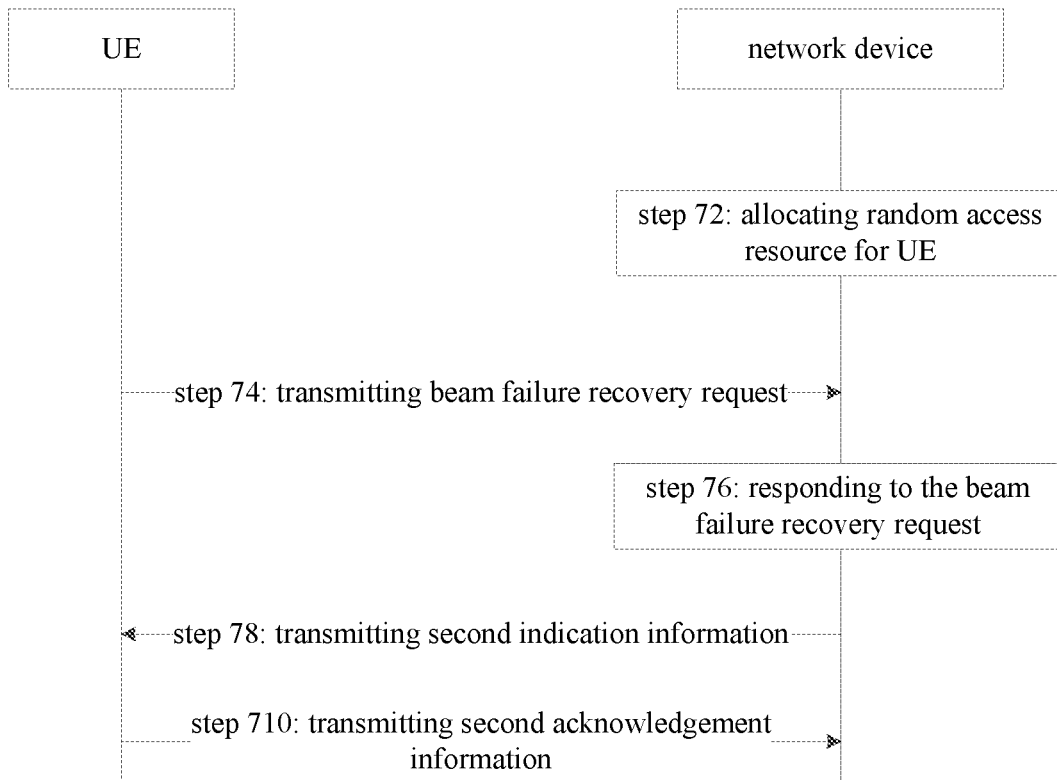 UE
network device
step 72: allocating random access
resource for UE
step 74: transmitting beam failure recovery request
step 76: responding to the beam
failure recovery request
step 78: transmitting second indication information
step 710: transmitting second acknowledgement
information